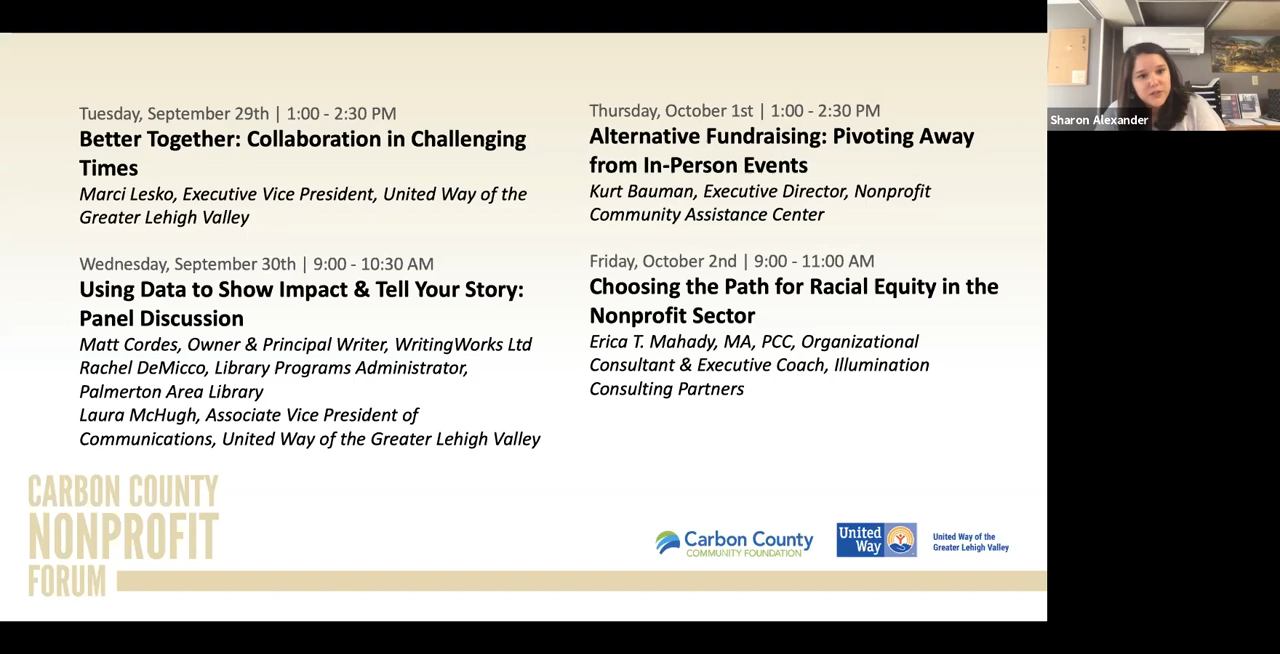 Tuesday, September 29th | 1:00 - 2:30 PM
Better Together: Collaboration in Challenging
Times
Marci Lesko, Executive Vice President, United Way of the
Greater Lehigh Valley
Wednesday, September 30th | 9:00 - 10:30 AM
Using Data to Show Impact & Tell Your Story:
Panel Discussion
Matt Cordes, Owner & Principal Writer, WritingWorks Ltd
Rachel DeMicco, Library Programs Administrator,
Palmerton Area Library
Laura McHugh, Associate Vice President of
Communications, United Way of the Greater Lehigh Valley
Thursday, October 1st | 1:00 - 2:30 PM
Alternative Fundraising: Pivoting Away
from In-Person Events
Kurt Bauman, Executive Director, Nonprofit
Community Assistance Center
Friday, October 2nd | 9:00 - 11:00 AM
Choosing the Path for Racial Equity in the
Nonprofit Sector
Erica T. Mahady, MA, PCC, Organizational
Consultant & Executive Coach, Illumination
Consulting Partners
CARBON COUNTY
NONPROFIT
FORUM
Carbon County
COMMUNITY FOUNDATION
United
Way
United Way of the
Greater Lehigh Valley
Sharon Alexander